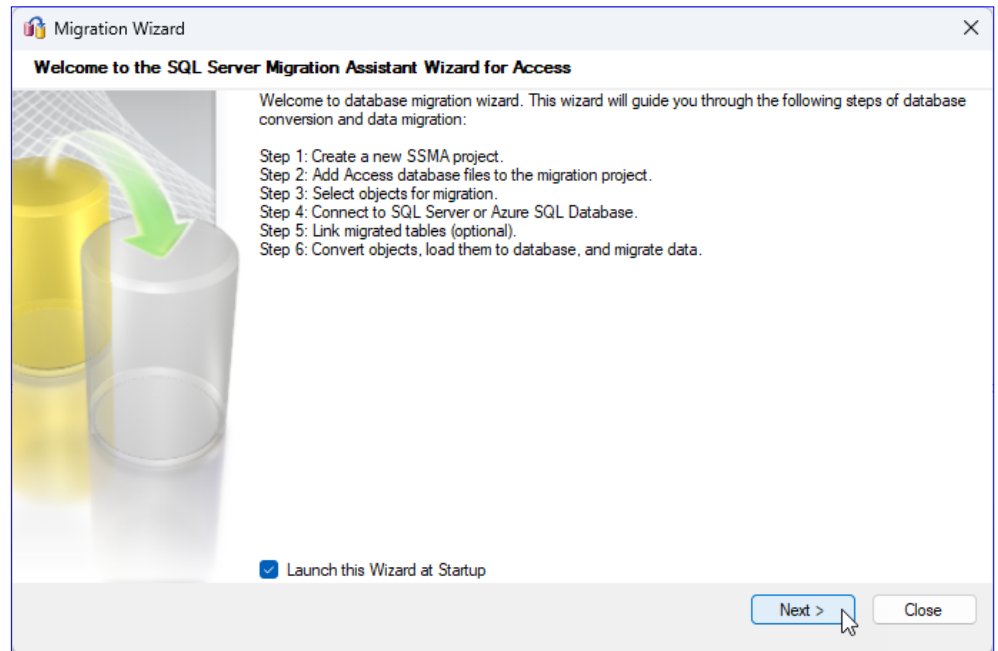 Migration Wizard
Welcome to the SQL Server Migration Assistant Wizard for Access
Welcome to database migration wizard. This wizard will guide you through the following steps of database
conversion and data migration:
Step 1: Create a new SSMA project.
Step 2: Add Access database files to the migration project.
Step 3: Select objects for migration.
Step 4: Connect to SQL Server or Azure SQL Database.
Step 5: Link migrated tables (optional).
Step 6: Convert objects, load them to database, and migrate data.
Launch this Wizard at Startup
Next > Close